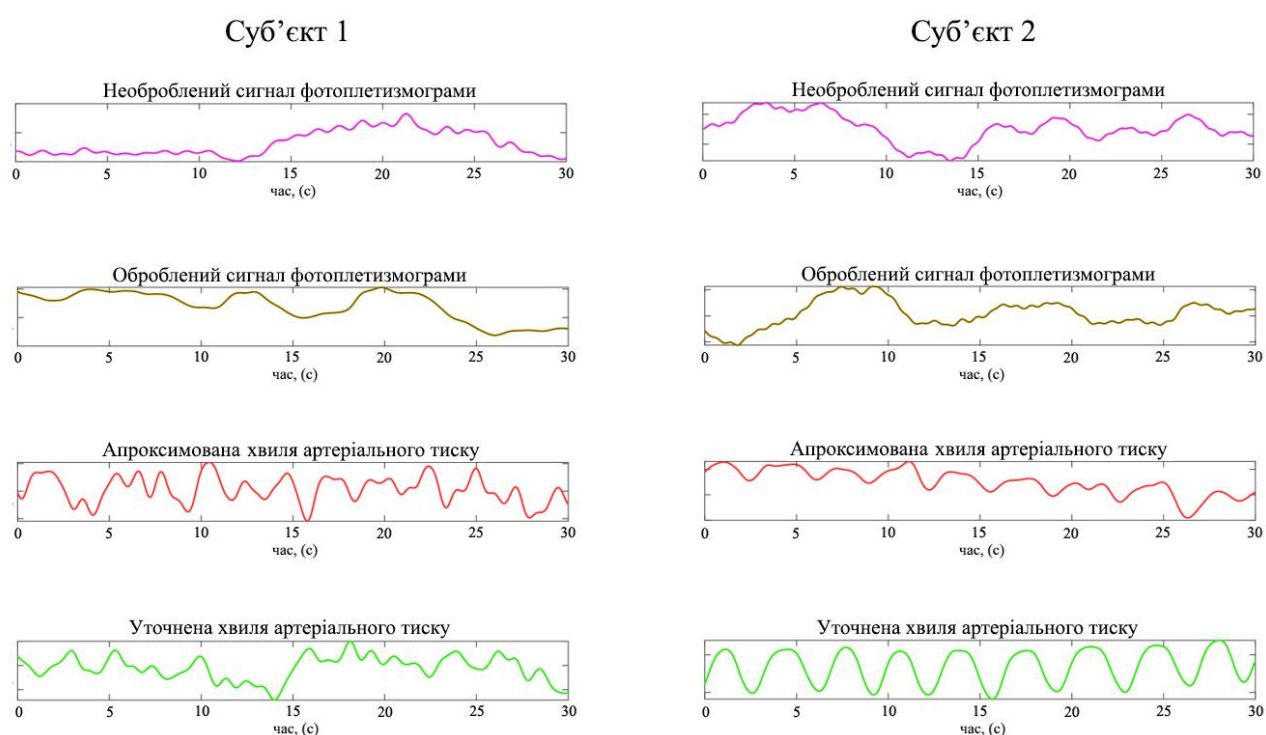 Суб’єкт 1
Необроблений сигнал фотоплетизмограми
0 5 10 15 20 25 30
час, (с)
Оброблений сигнал фотоплетизмограми
0 5 10 15 20 25 30
час, (с)
Апроксимована хвиля артеріального тиску
0 5 10 15 20 25 30
час, (с)
Уточнена хвиля артеріального тиску
0 5 10 15 20 25 30
час, (с)
Суб’єкт 2
Необроблений сигнал фотоплетизмограми
0 5 10 15 20 25 30
час, (с)
Оброблений сигнал фотоплетизмограми
0 5 10 15 20 25 30
час, (с)
Апроксимована хвиля артеріального тиску
0 5 10 15 20 25 30
час, (с)
Уточнена хвиля артеріального тиску
0 5 10 15 20 25 30
час, (с)